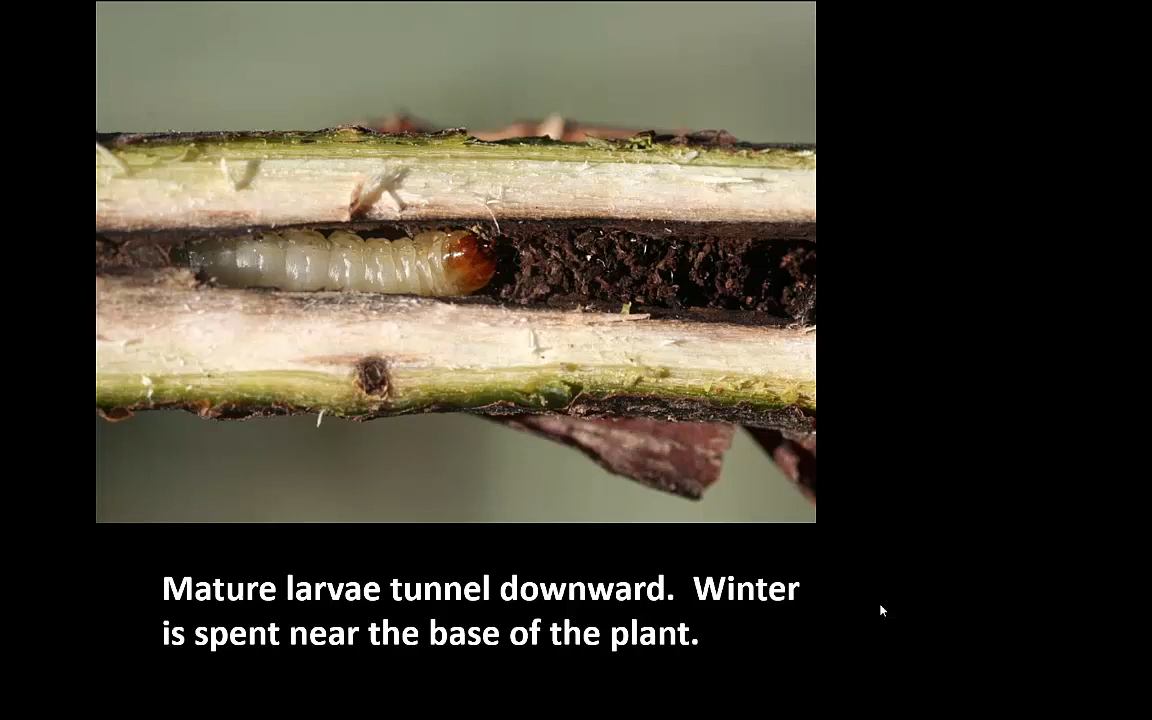 Mature larvae tunnel downward.  Winter
is spent near the base of the plant.